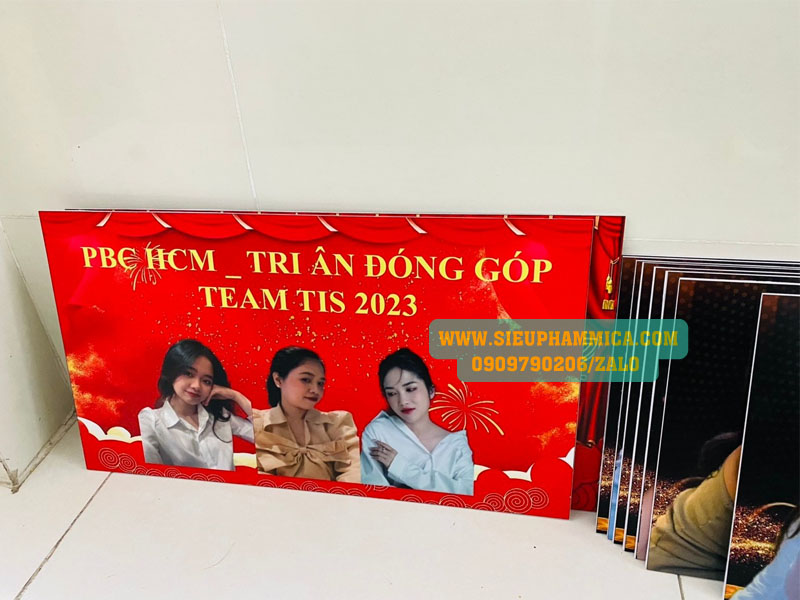 PBC HCM _ TRI ÂN ĐÓNG GÓP
TEAM TIS 2023
WWW.SIEUPHAMMICA.COM
0909790206/ZALO